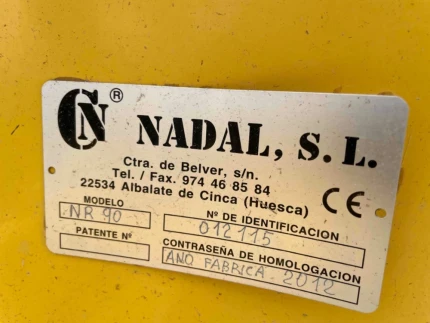 CN ® NADAL, S. L.
Ctra. de Belver, s/n.
Tel. / Fax. 974 46 85 84
22534 Albalate de Cinca (Huesca) CE
MODELO
NR 90
Nº DE IDENTIFICACION
012115
PATENTE Nº
CONTRASEÑA DE HOMOLOGACION
AÑO FABRICA 2012